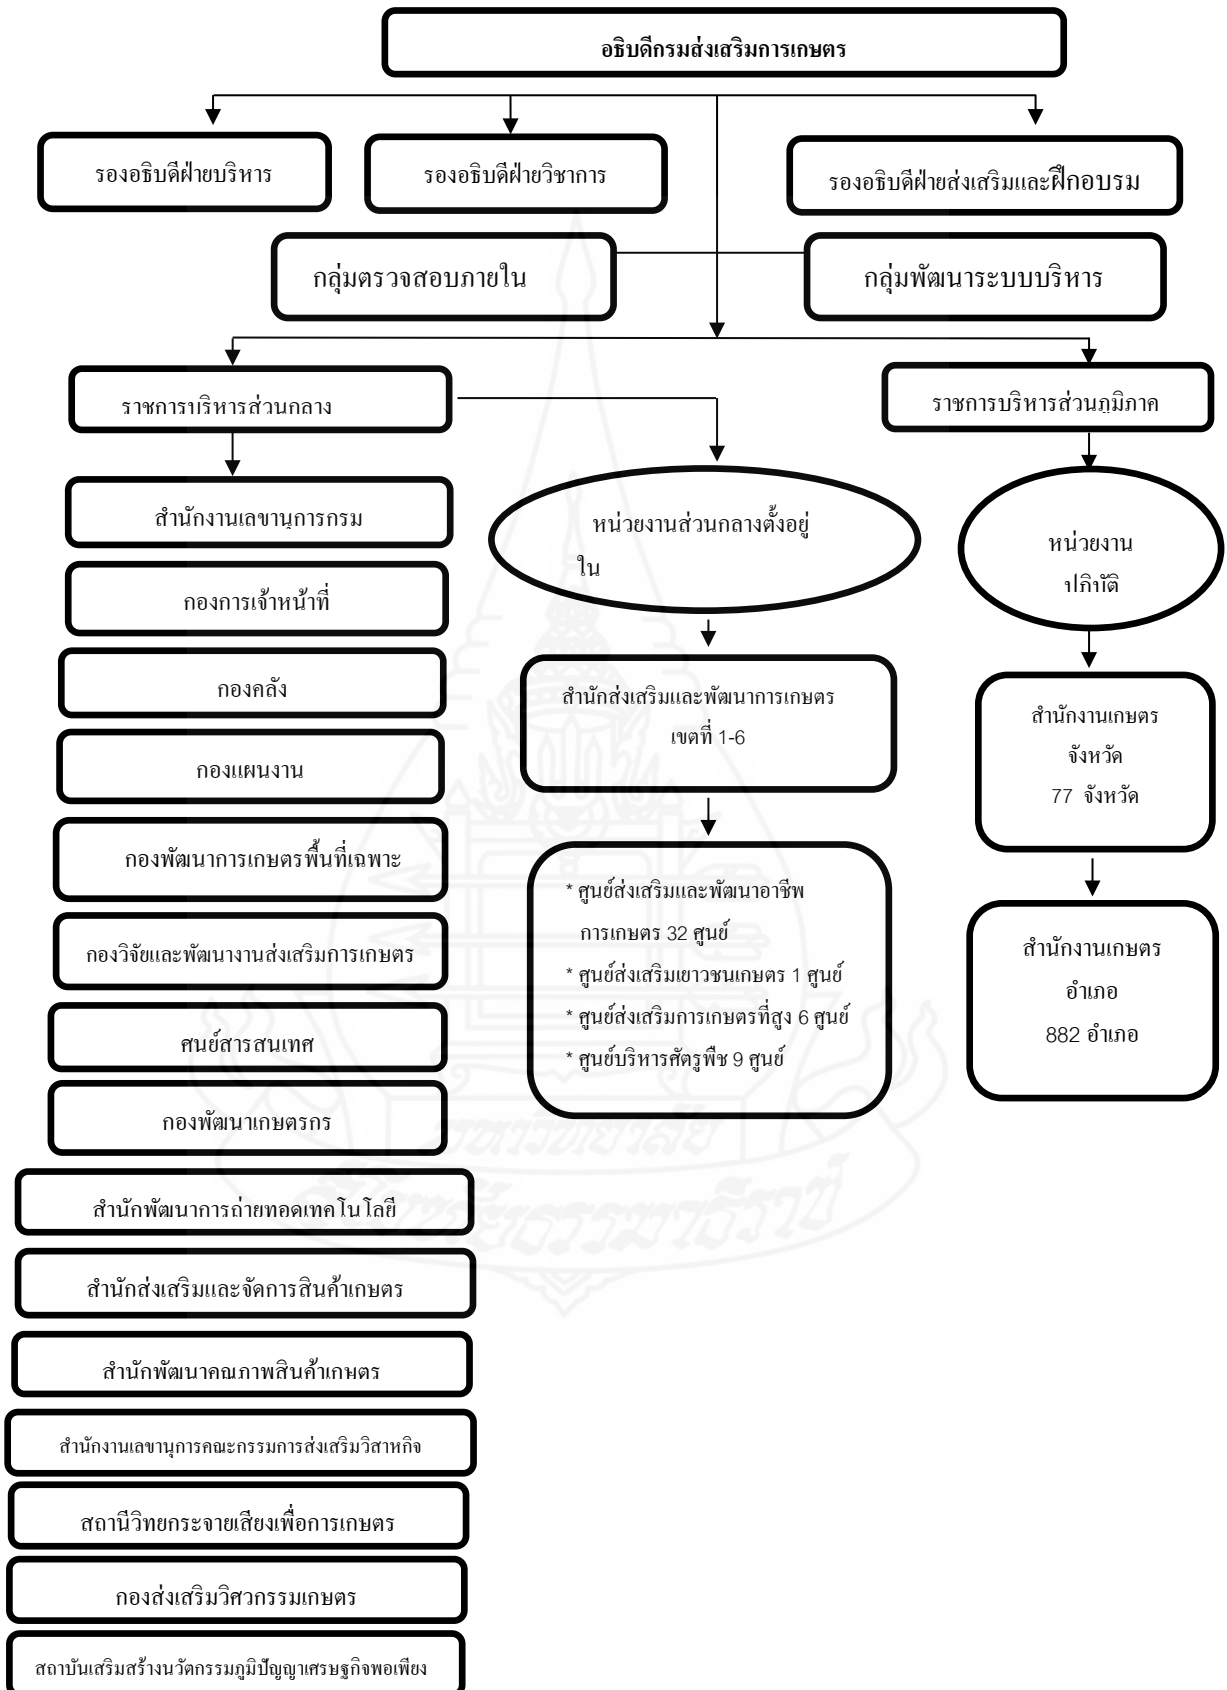 อธิบดีกรมส่งเสริมการเกษตร
รองอธิบดีฝ่ายบริหาร
รองอธิบดีฝ่ายวิชาการ
รองอธิบดีฝ่ายส่งเสริมและฝึกอบรม
กลุ่มตรวจสอบภายใน
กลุ่มพัฒนาระบบบริหาร
ราชการบริหารส่วนกลาง
ราชการบริหารส่วนภูมิภาค
สำนักงานเลขานุการกรม
กองการเจ้าหน้าที่
กองคลัง
กองแผนงาน
กองพัฒนาการเกษตรพื้นที่เฉพาะ
กองวิจัยและพัฒนางานส่งเสริมการเกษตร
ศูนย์สารสนเทศ
กองพัฒนาเกษตรกร
สำนักพัฒนาการถ่ายทอดเทคโนโลยี
สำนักส่งเสริมและจัดการสินค้าเกษตร
สำนักพัฒนาคุณภาพสินค้าเกษตร
สำนักงานเลขานุการคณะกรรมการส่งเสริมวิสาหกิจ
สถานีวิทยุกระจายเสียงเพื่อการเกษตร
กองส่งเสริมวิศวกรรมเกษตร
สถาบันเสริมสร้างนวัตกรรมภูมิปัญญาเศรษฐกิจพอเพียง
หน่วยงานส่วนกลางตั้งอยู่
ใน
สำนักส่งเสริมและพัฒนาการเกษตร
เขตที่ 1-6
* ศูนย์ส่งเสริมและพัฒนาอาชีพ
การเกษตร 32 ศูนย์
* ศูนย์ส่งเสริมเยาวชนเกษตร 1 ศูนย์
* ศูนย์ส่งเสริมการเกษตรที่สูง 6 ศูนย์
* ศูนย์บริหารศัตรูพืช 9 ศูนย์
หน่วยงาน
ปฏิบัติ
สำนักงานเกษตร
จังหวัด
77 จังหวัด
สำนักงานเกษตร
อำเภอ
882 อำเภอ
มหาวิทยาลัย
สุโขทัยธรรมาธิราช